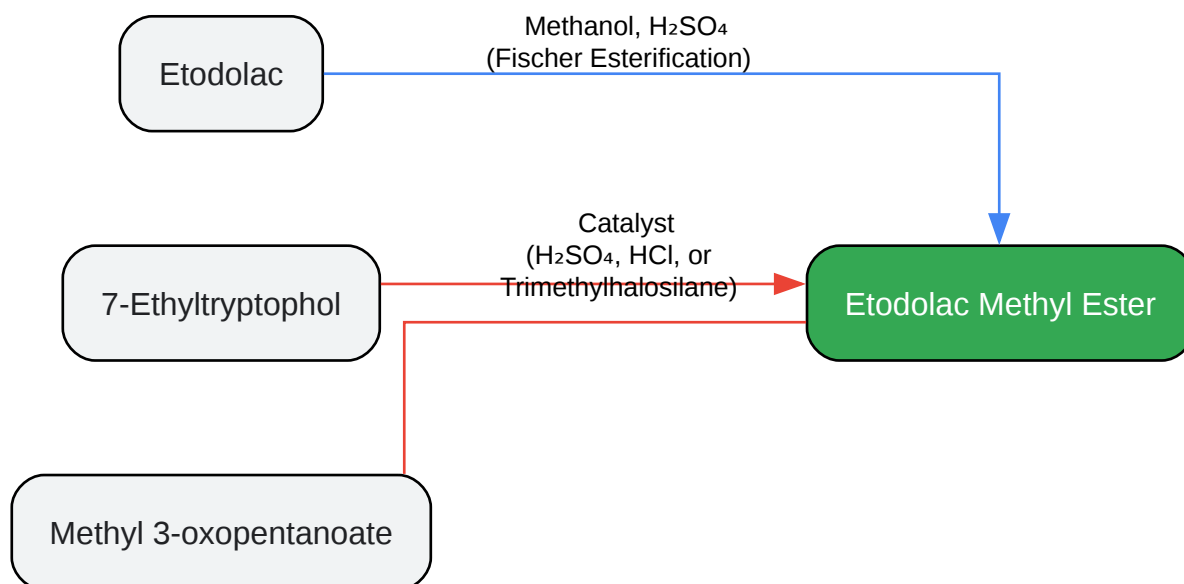 Methanol, H₂SO₄
(Fischer Esterification)
Etodolac
Catalyst
(H₂SO₄, HCl, or
Trimethylhalosilane)
7-Ethyltryptophol
Etodolac Methyl Ester
Methyl 3-oxopentanoate